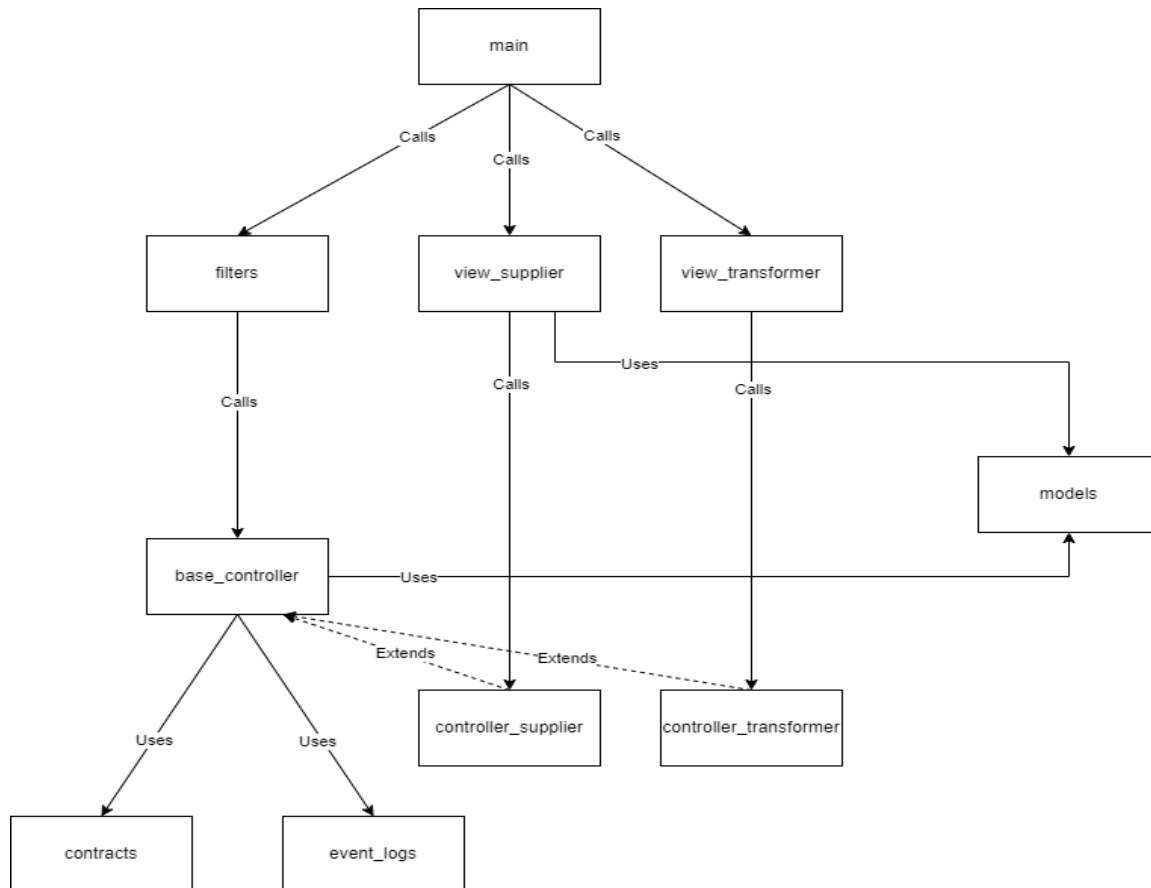 main
Calls
Calls
Calls
filters
view_supplier
view_transformer
Uses
Calls
Calls
Calls
models
base_controller
Uses
Extends
Extends
controller_supplier
controller_transformer
Uses
Uses
contracts
event_logs